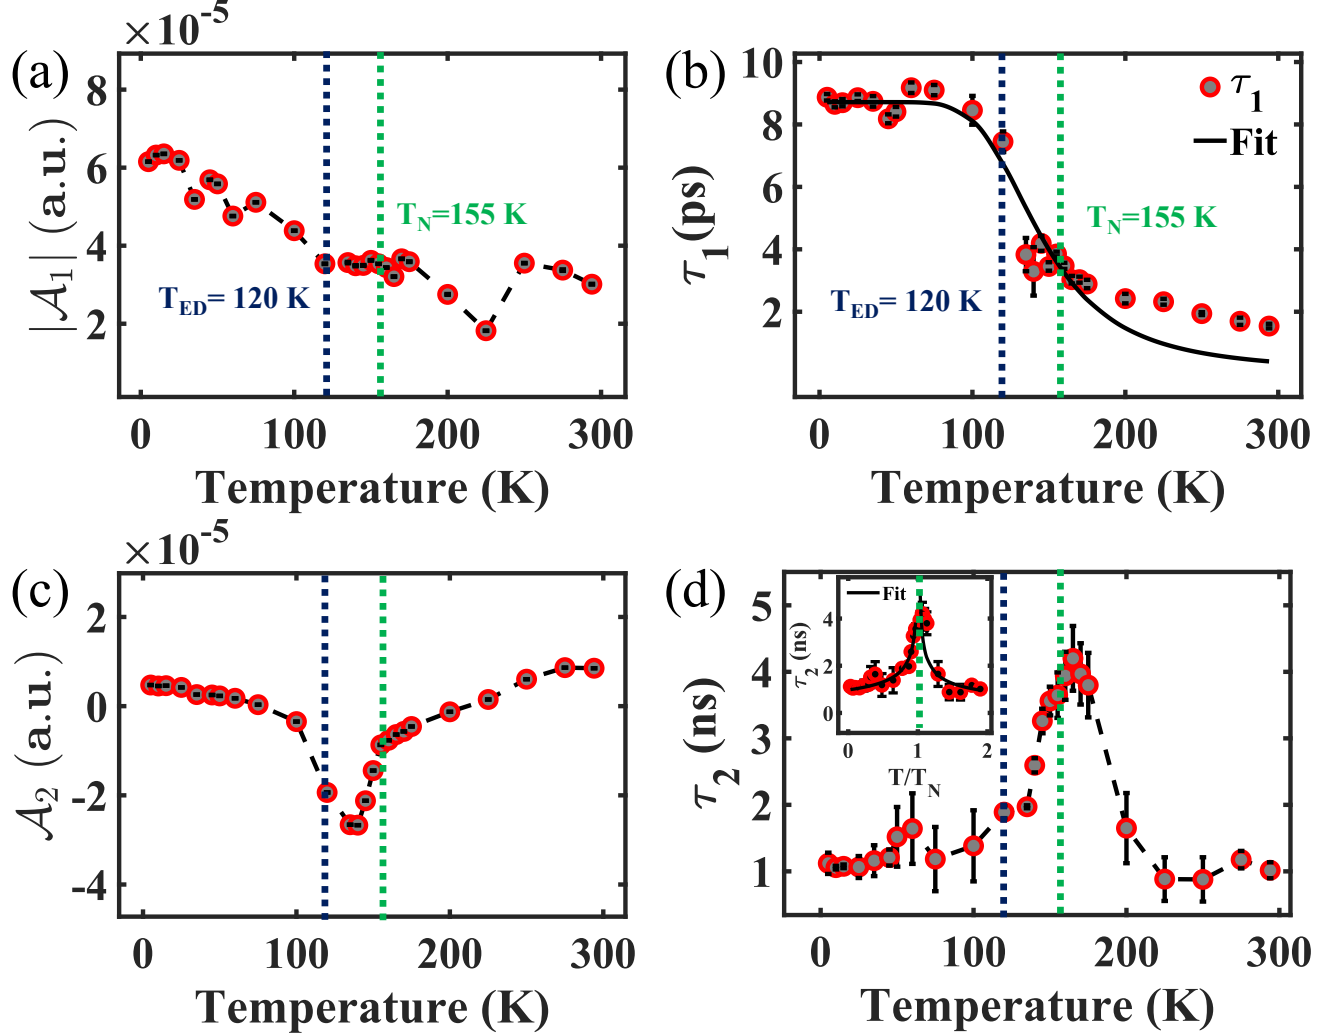 (a)
×10⁻⁵
8
6
4
2
|𝒜₁| (a.u.)
T_N=155 K
T_ED= 120 K
0 100 200 300
Temperature (K)
(b)
10
8
6
4
2
τ₁(ps)
τ₁
Fit
T_N=155 K
T_ED= 120 K
0 100 200 300
Temperature (K)
(c)
×10⁻⁵
2
0
-2
-4
𝒜₂ (a.u.)
0 100 200 300
Temperature (K)
(d)
5
4
3
2
1
τ₂ (ns)
Fit
4
2
0
τ₂ (ns)
0 1 2
T/T_N
0 100 200 300
Temperature (K)